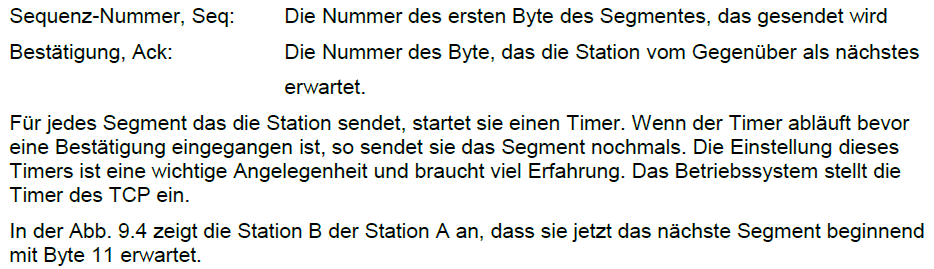 Sequenz-Nummer, Seq: Die Nummer des ersten Byte des Segmentes, das gesendet wird
Bestätigung, Ack: Die Nummer des Byte, das die Station vom Gegenüber als nächstes
erwartet.
Für jedes Segment das die Station sendet, startet sie einen Timer. Wenn der Timer abläuft bevor
eine Bestätigung eingegangen ist, so sendet sie das Segment nochmals. Die Einstellung dieses
Timers ist eine wichtige Angelegenheit und braucht viel Erfahrung. Das Betriebssystem stellt die
Timer des TCP ein.
In der Abb. 9.4 zeigt die Station B der Station A an, dass sie jetzt das nächste Segment beginnend
mit Byte 11 erwartet.